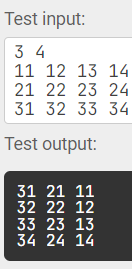 Test input:
3 4
11 12 13 14
21 22 23 24
31 32 33 34
Test output:
31 21 11
32 22 12
33 23 13
34 24 14